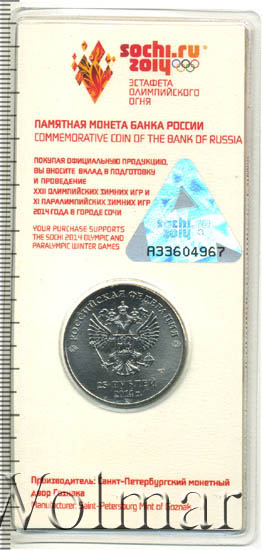 sochi.ru
2014
ЭСТАФЕТА
ОЛИМПИЙСКОГО
ОГНЯ
ПАМЯТНАЯ МОНЕТА БАНКА РОССИИ
COMMEMORATIVE COIN OF THE BANK OF RUSSIA
ПОКУПАЯ ОФИЦИАЛЬНУЮ ПРОДУКЦИЮ,
ВЫ ВНОСИТЕ ВКЛАД В ПОДГОТОВКУ
И ПРОВЕДЕНИЕ
XXII ОЛИМПИЙСКИХ ЗИМНИХ ИГР И
XI ПАРАЛИМПИЙСКИХ ЗИМНИХ ИГР
2014 ГОДА В ГОРОДЕ СОЧИ
YOUR PURCHASE SUPPORTS
THE SOCHI 2014 OLYMPIC AND
PARALYMPIC WINTER GAMES
sochi
2014
A33604967
РОССИЙСКАЯ ФЕДЕРАЦИЯ
25 РУБЛЕЙ
Производитель: Санкт-Петербургский монетный
двор Гознака
Manufacturer: Saint-Petersburg Mint of Goznak
Volmar